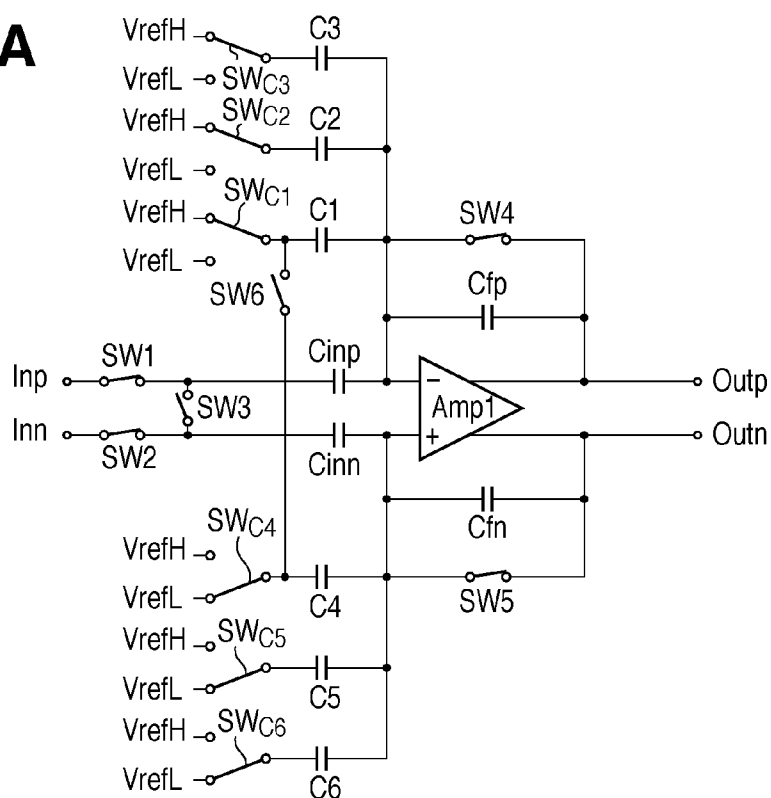 A
C3
VrefH
SWC3
VrefL
SWC2
VrefH
C2
VrefL
SWC1
VrefH
C1
SW4
VrefL
SW6
Cfp
SW1
Cinp
Inp
Outp
SW3
Amp1
−
+
Inn
Outn
SW2
Cinn
SWC4
Cfn
VrefH
VrefL
C4
SW5
VrefH
SWC5
VrefL
C5
VrefH
SWC6
VrefL
C6